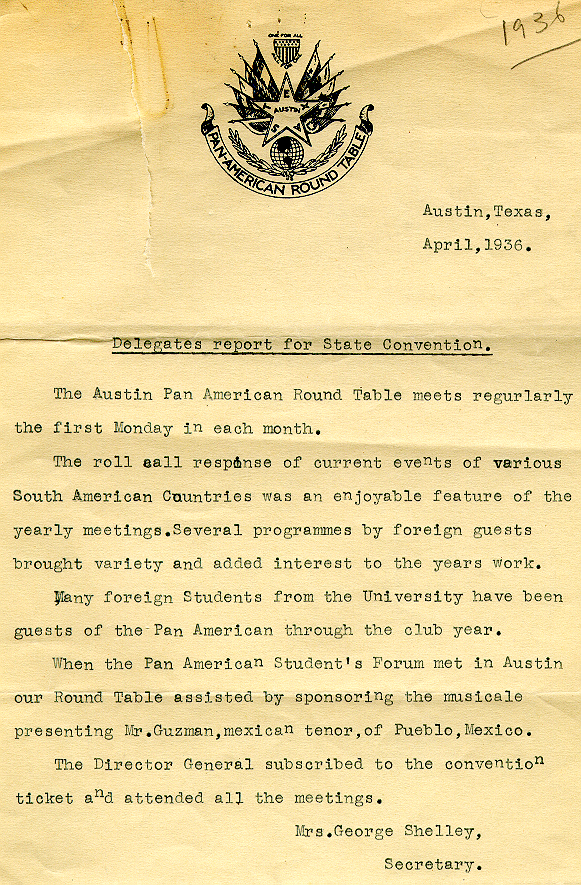 1936
ONE FOR ALL
TEXAS
AUSTIN
PAN-AMERICAN ROUND TABLE
Austin,Texas,
April,1936.
Delegates report for State Convention.
The Austin Pan American Round Table meets regurlarly
the first Monday in each month.
The roll aall respinse of current events of various
South American Cuuntries was an enjoyable feature of the
yearly meetings.Several programmes by foreign guests
brought variety and added interest to the years work.
Many foreign Students from the University have been
guests of the Pan American through the club year.
When the Pan American Student's Forum met in Austin
our Round Table assisted by sponsoring the musicale
presenting Mr.Guzman,mexican tenor,of Pueblo,Mexico.
The Director General subscribed to the convention
ticket and attended all the meetings.
Mrs.George Shelley,
Secretary.